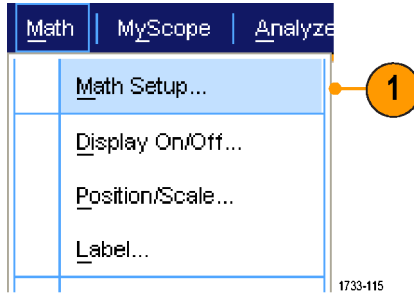 Math MyScope Analyze
Math Setup...
1
Display On/Off...
Position/Scale...
Label...
1733-115